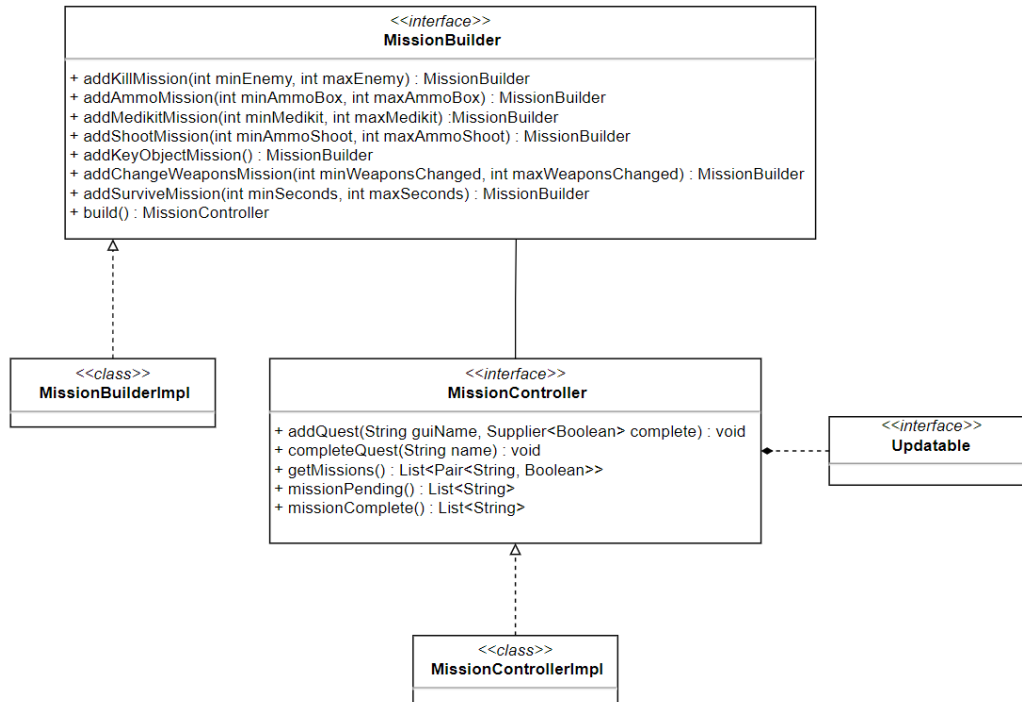 <<interface>>
MissionBuilder
+ addKillMission(int minEnemy, int maxEnemy) : MissionBuilder
+ addAmmoMission(int minAmmoBox, int maxAmmoBox) : MissionBuilder
+ addMedikitMission(int minMedikit, int maxMedikit) :MissionBuilder
+ addShootMission(int minAmmoShoot, int maxAmmoShoot) : MissionBuilder
+ addKeyObjectMission() : MissionBuilder
+ addChangeWeaponsMission(int minWeaponsChanged, int maxWeaponsChanged) : MissionBuilder
+ addSurviveMission(int minSeconds, int maxSeconds) : MissionBuilder
+ build() : MissionController
<<class>>
MissionBuilderImpl
<<interface>>
MissionController
+ addQuest(String guiName, Supplier<Boolean> complete) : void
+ completeQuest(String name) : void
+ getMissions() : List<Pair<String, Boolean>>
+ missionPending() : List<String>
+ missionComplete() : List<String>
<<interface>>
Updatable
<<class>>
MissionControllerImpl